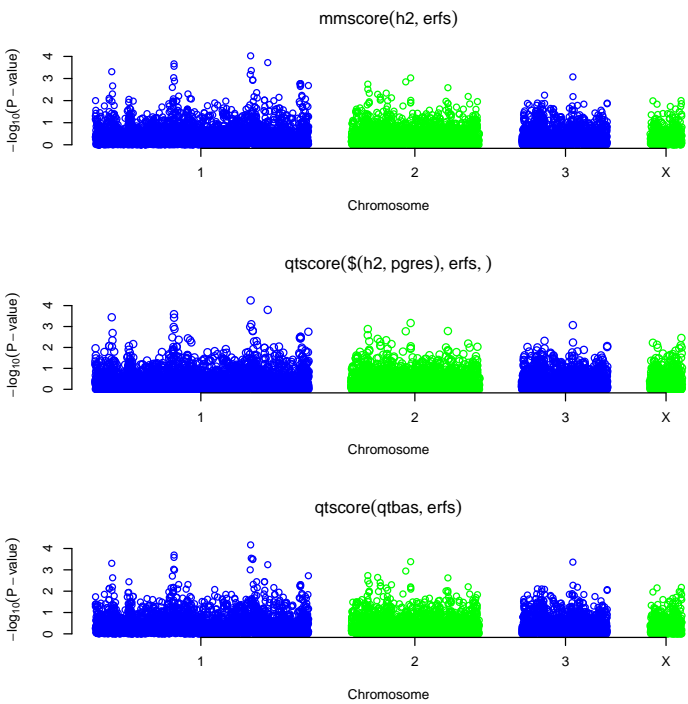 mmscore(h2, erfs)
−log10(P − value)
0 1 2 3 4
1 2 3 X
Chromosome
qtscore($(h2, pgres), erfs, )
−log10(P − value)
0 1 2 3 4
1 2 3 X
Chromosome
qtscore(qtbas, erfs)
−log10(P − value)
0 1 2 3 4
1 2 3 X
Chromosome